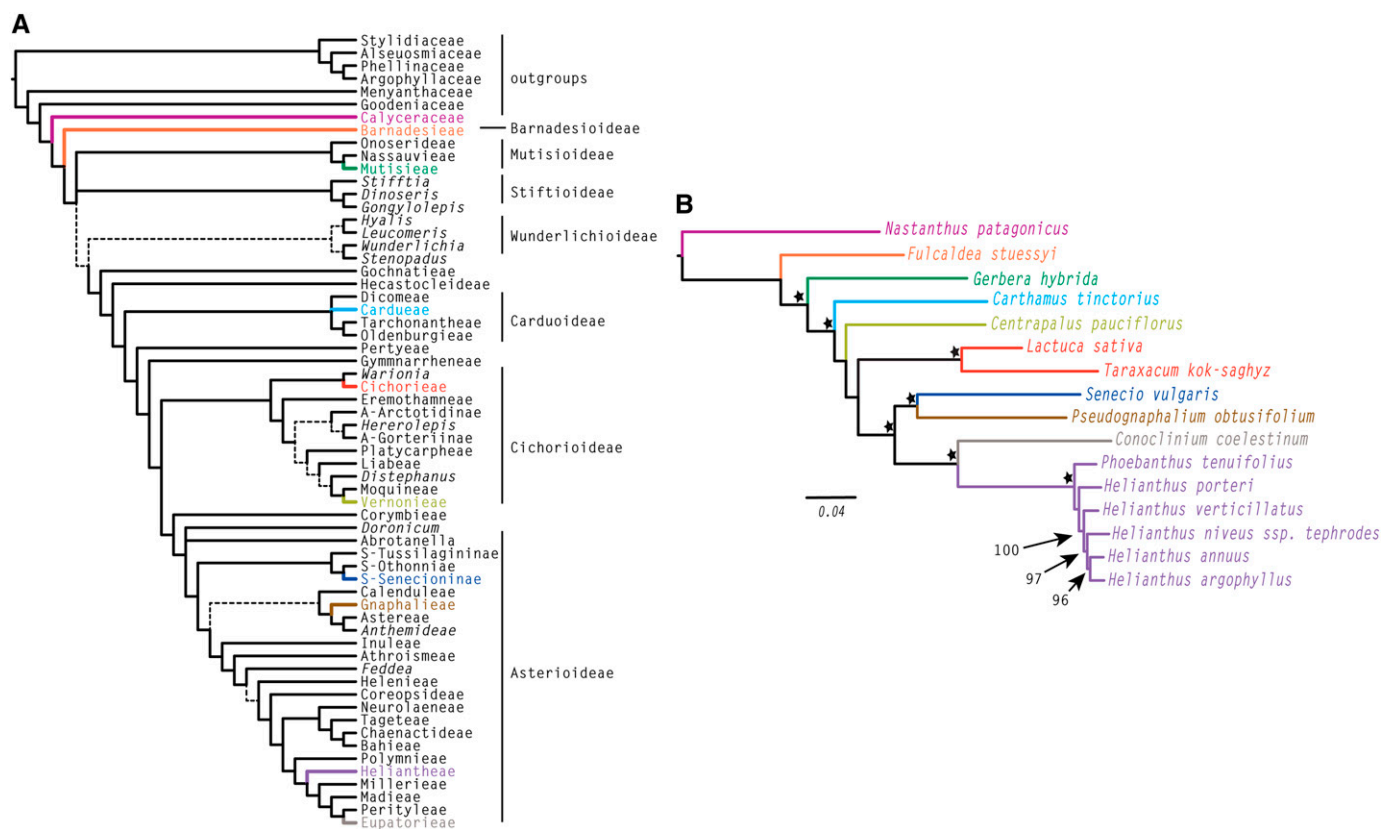 A
Stylidiaceae
Alseuosmiaceae
Phellinaceae
Argophyllaceae
Menyanthaceae
Goodeniaceae
Calyceraceae
Barnadesieae
Onoserideae
Nassauvieae
Mutisieae
Stifftia
Dinoseris
Gongylolepis
Hyalis
Leucomeris
Wunderlichia
Stenopadus
Gochnatieae
Hecastocleideae
Dicomeae
Cardueae
Tarchonantheae
Oldenburgieae
Pertyeae
Gymmnarrheneae
Warionia
Cichorieae
Eremothamneae
A-Arctotidinae
Hererolepis
A-Gorteriinae
Platycarpheae
Liabeae
Distephanus
Moquineae
Vernonieae
Corymbieae
Doronicum
Abrotanella
S-Tussilagininae
S-Othonniae
S-Senecioninae
Calenduleae
Gnaphalieae
Astereae
Anthemideae
Inuleae
Athroismeae
Feddea
Helenieae
Coreopsideae
Neurolaeneae
Tageteae
Chaenactideae
Bahieae
Polymnieae
Heliantheae
Millerieae
Madieae
Perityleae
Eupatorieae
outgroups
Barnadesioideae
Mutisioideae
Stiftioideae
Wunderlichioideae
Carduoideae
Cichorioideae
Asterioideae
B
Nastanthus patagonicus
Fulcaldea stuessyi
Gerbera hybrida
Carthamus tinctorius
Centrapalus pauciflorus
Lactuca sativa
Taraxacum kok-saghyz
Senecio vulgaris
Pseudognaphalium obtusifolium
Conoclinium coelestinum
Phoebanthus tenuifolius
Helianthus porteri
Helianthus verticillatus
Helianthus niveus ssp. tephrodes
Helianthus annuus
Helianthus argophyllus
0.04
100
97
96